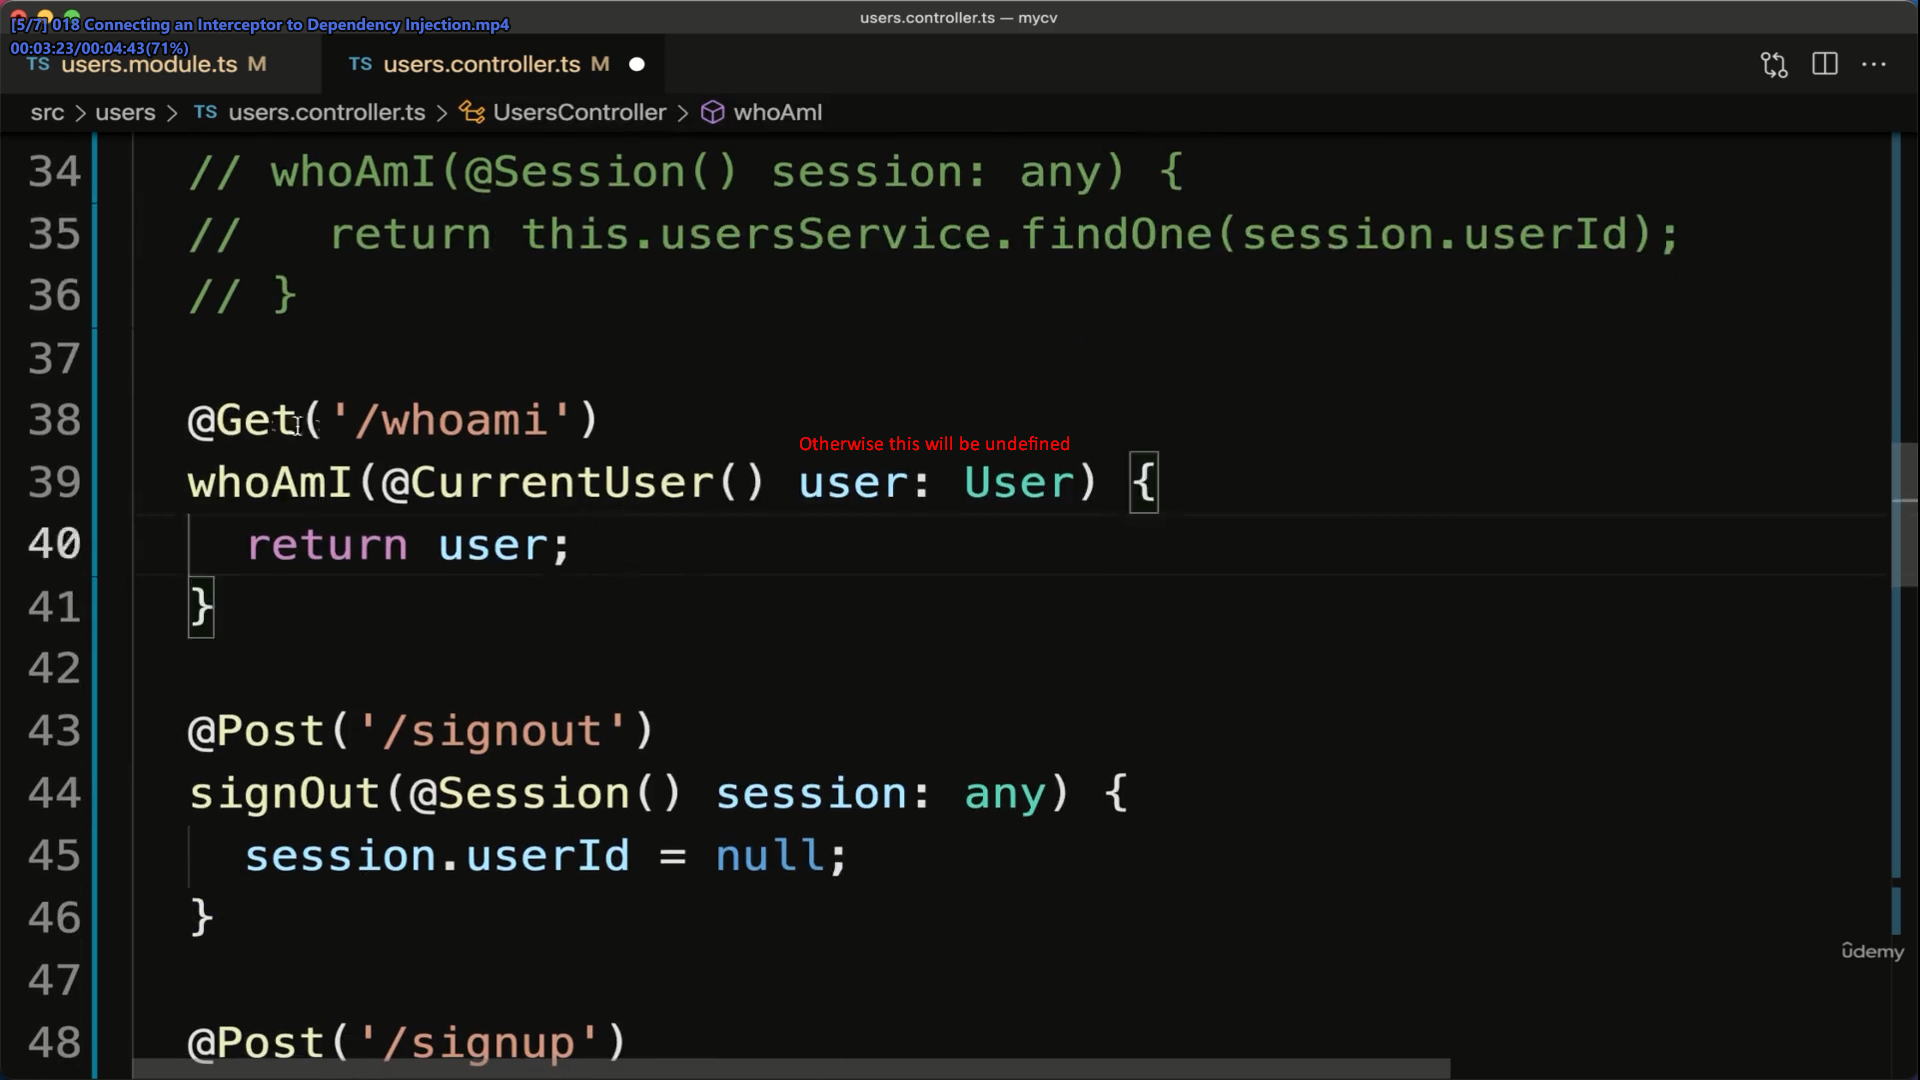 users.controller.ts — mycv
[5/7] 018 Connecting an Interceptor to Dependency Injection.mp4
00:03:23/00:04:43(71%)
TS users.module.ts M
TS users.controller.ts M
src > users > TS users.controller.ts > UsersController > whoAmI
34 // whoAmI(@Session() session: any) {
35 //   return this.usersService.findOne(session.userId);
36 // }
37
38 @Get('/whoami')
Otherwise this will be undefined
39 whoAmI(@CurrentUser() user: User) {
40   return user;
41 }
42
43 @Post('/signout')
44 signOut(@Session() session: any) {
45   session.userId = null;
46 }
47
48 @Post('/signup')
ûdemy